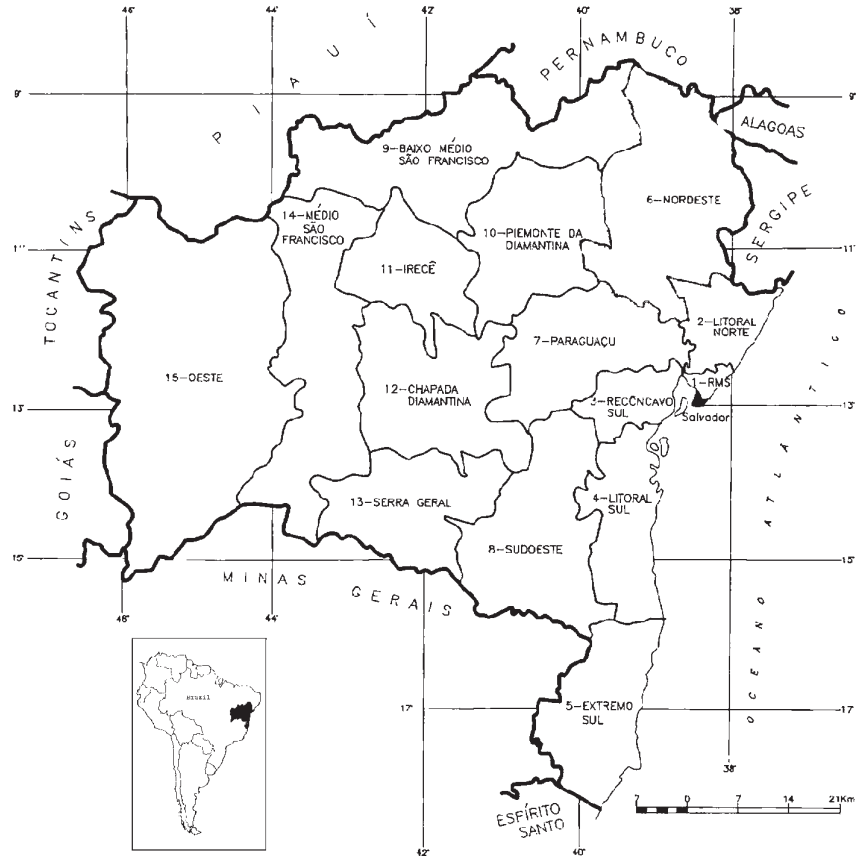 46°
42°
40°
38°
P I A U Í
PERNAMBUCO
9°
9°
ALAGOAS
9–BAIXO MÉDIO
SÃO FRANCISCO
6–NORDESTE
SERGIPE
14–MÉDIO
SÃO
FRANCISCO
10–PIEMONTE DA
DIAMANTINA
TOCANTINS
11°
11°
11–IRECÊ
2–LITORAL
NORTE
7–PARAGUAÇU
15–OESTE
12–CHAPADA
DIAMANTINA
1–RMS
3–RECÔNCAVO
SUL
Salvador
13°
13°
GOIÁS
13–SERRA GERAL
4–LITORAL
SUL
8–SUDOESTE
OCEANO ATLÂNTICO
15°
15°
MINAS GERAIS
46°
44°
Brazil
5–EXTREMO
SUL
17°
17°
38°
ESPÍRITO
SANTO
7 0 7 14 21Km
42°
40°